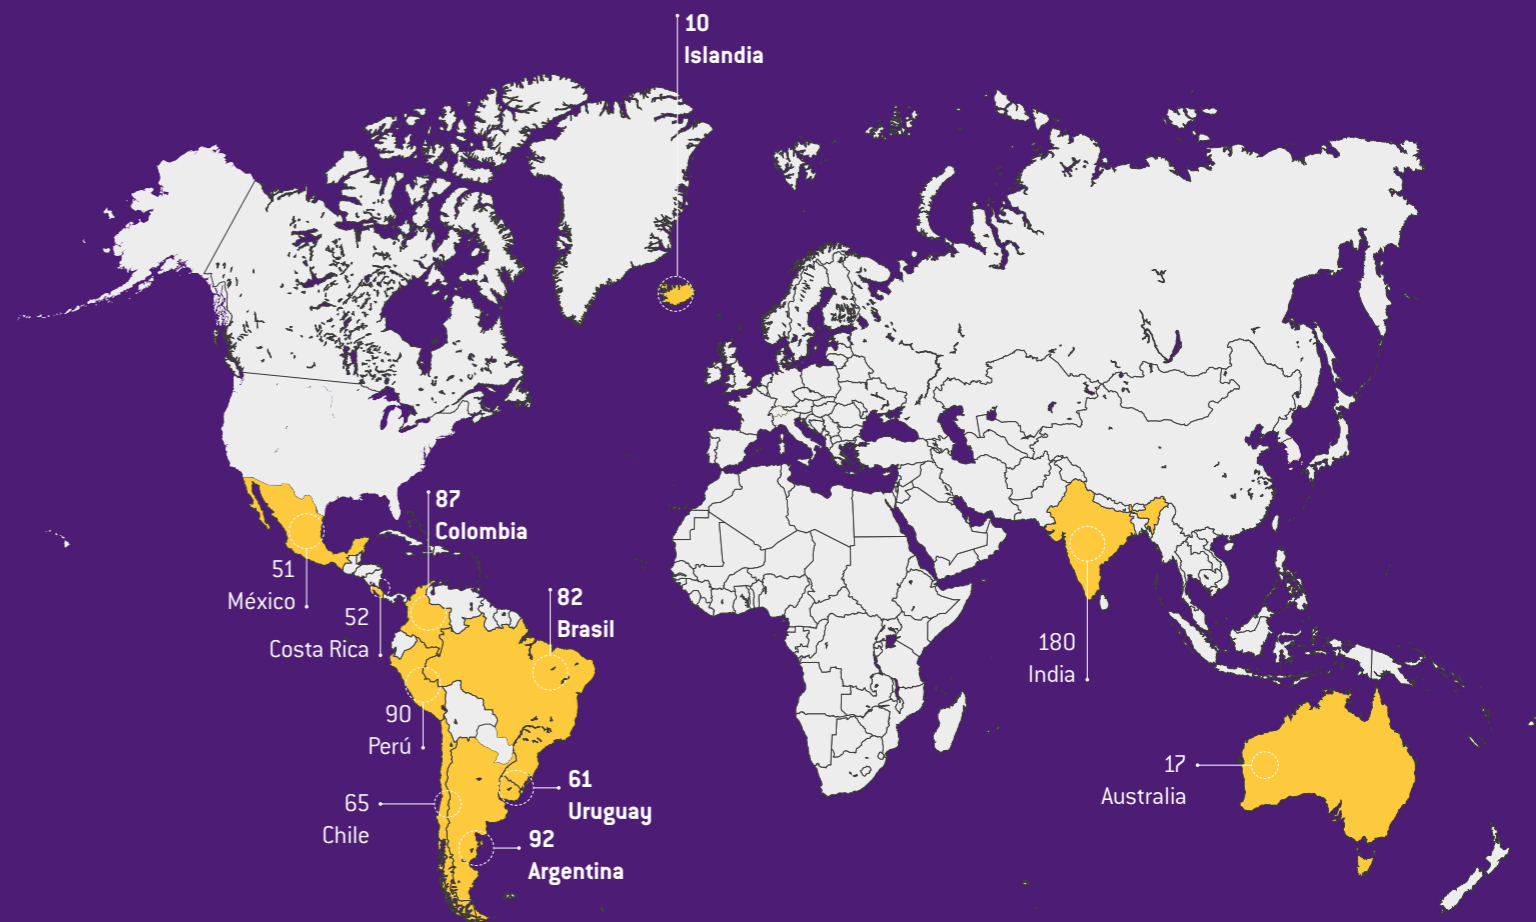 10
Islandia
87
Colombia
51
México
52
Costa Rica
82
Brasil
90
Perú
180
India
65
Chile
61
Uruguay
92
Argentina
17
Australia